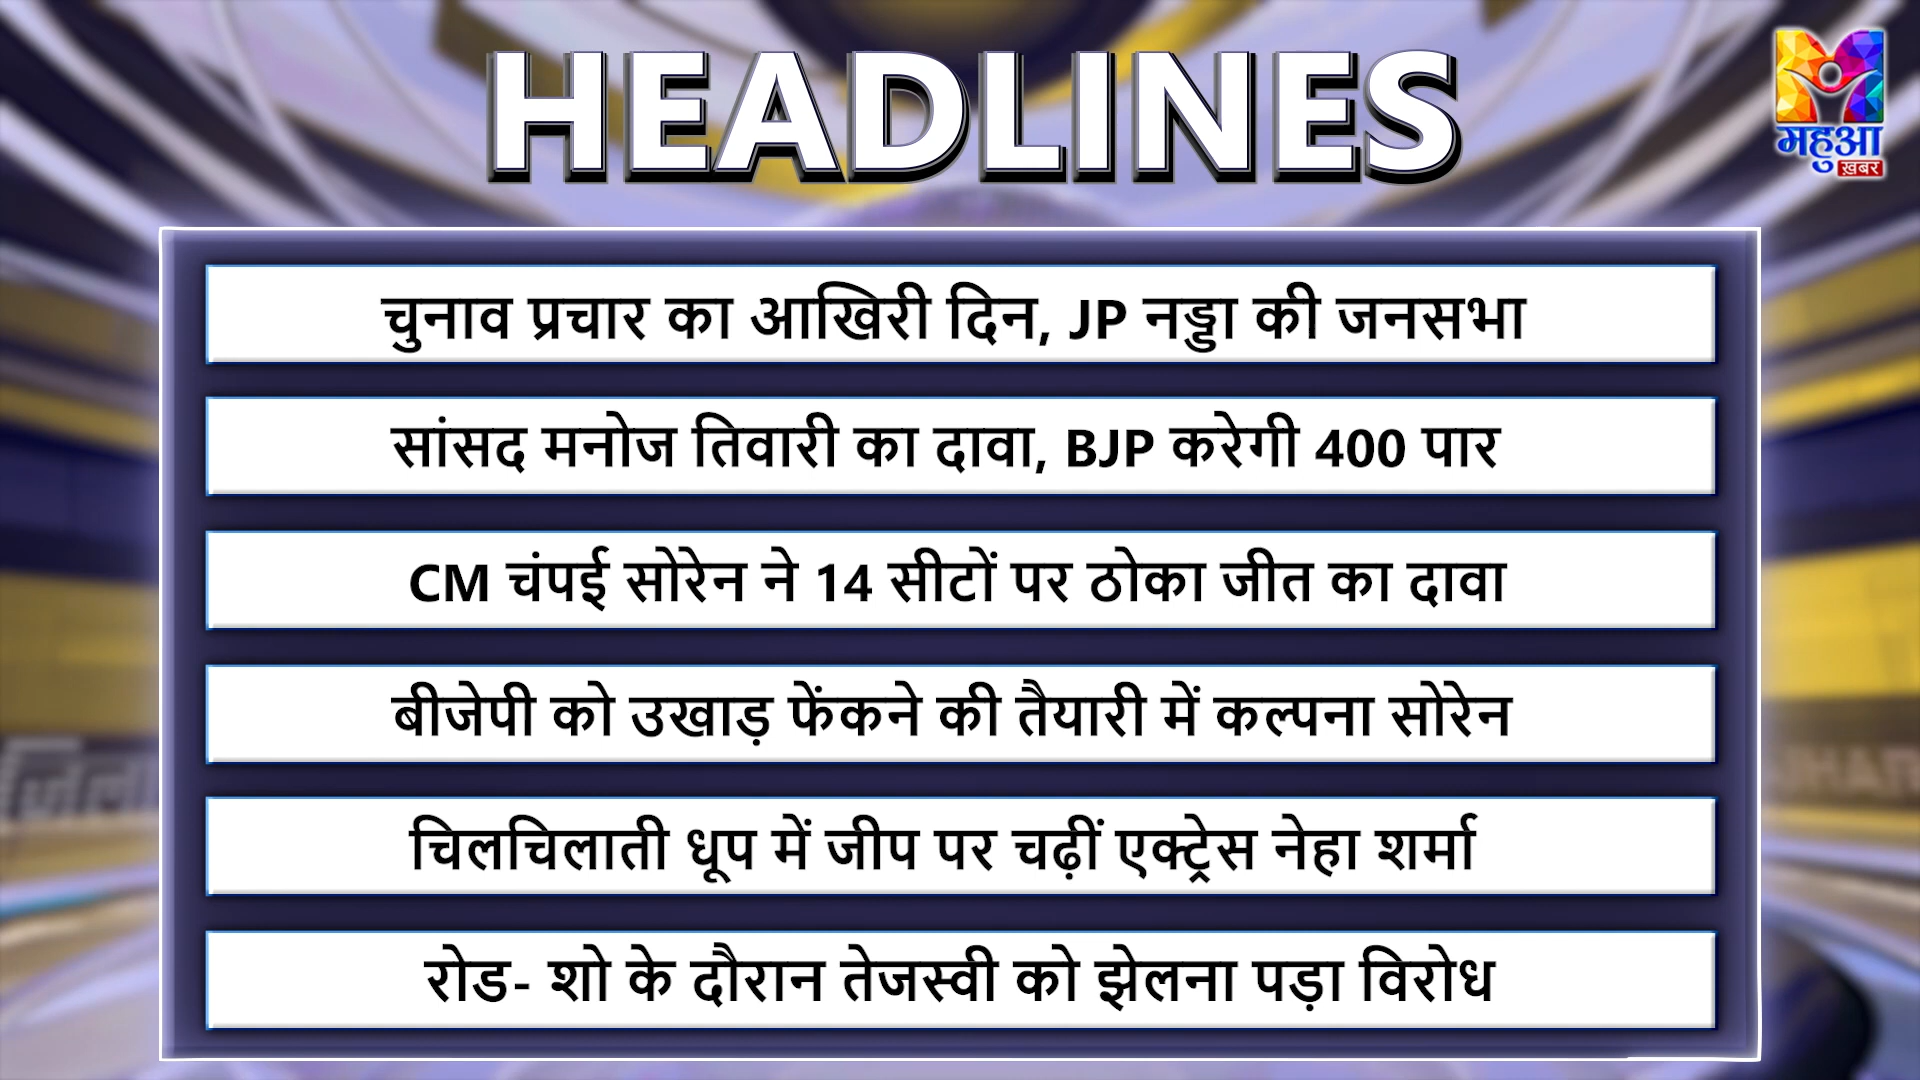 HEADLINES
महुआ
ख़बर
चुनाव प्रचार का आखिरी दिन, JP नड्डा की जनसभा
सांसद मनोज तिवारी का दावा, BJP करेगी 400 पार
CM चंपई सोरेन ने 14 सीटों पर ठोका जीत का दावा
बीजेपी को उखाड़ फेंकने की तैयारी में कल्पना सोरेन
चिलचिलाती धूप में जीप पर चढ़ीं एक्ट्रेस नेहा शर्मा
रोड- शो के दौरान तेजस्वी को झेलना पड़ा विरोध